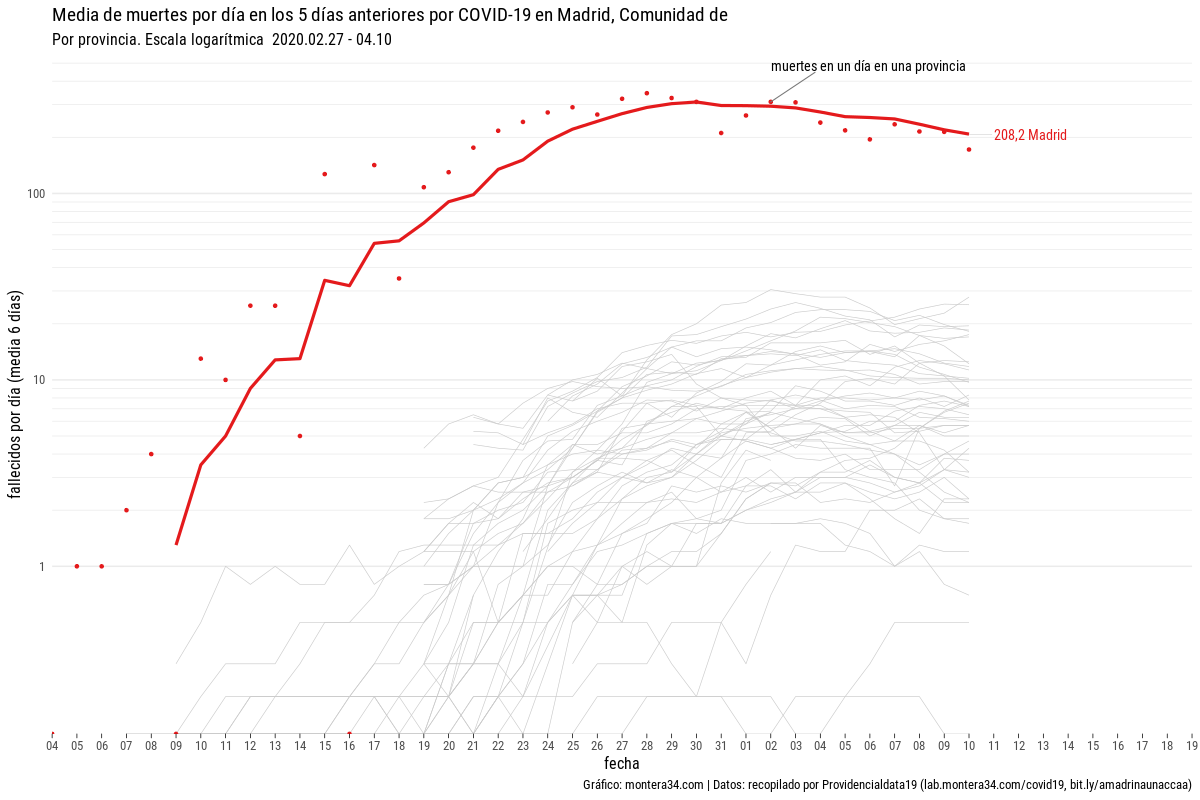 Media de muertes por día en los 5 días anteriores por COVID-19 en Madrid, Comunidad de
Por provincia. Escala logarítmica  2020.02.27 - 04.10
muertes en un día en una provincia
208,2 Madrid
100
10
1
fallecidos por día (media 6 días)
04 05 06 07 08 09 10 11 12 13 14 15 16 17 18 19 20 21 22 23 24 25 26 27 28 29 30 31 01 02 03 04 05 06 07 08 09 10 11 12 13 14 15 16 17 18 19
fecha
Gráfico: montera34.com | Datos: recopilado por Providencialdata19 (lab.montera34.com/covid19, bit.ly/amadrinaunaccaa)